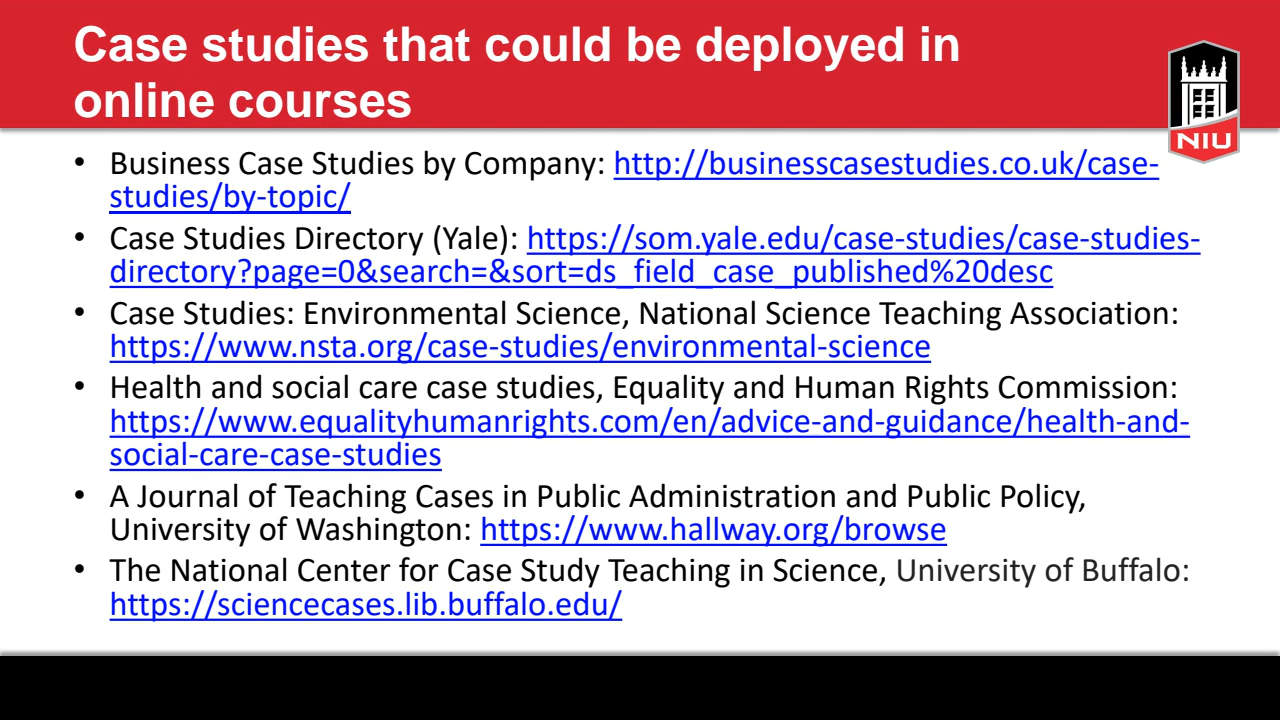 Case studies that could be deployed in
online courses
NIU
• Business Case Studies by Company: http://businesscasestudies.co.uk/case-
studies/by-topic/
• Case Studies Directory (Yale): https://som.yale.edu/case-studies/case-studies-
directory?page=0&search=&sort=ds_field_case_published%20desc
• Case Studies: Environmental Science, National Science Teaching Association:
https://www.nsta.org/case-studies/environmental-science
• Health and social care case studies, Equality and Human Rights Commission:
https://www.equalityhumanrights.com/en/advice-and-guidance/health-and-
social-care-case-studies
• A Journal of Teaching Cases in Public Administration and Public Policy,
University of Washington: https://www.hallway.org/browse
• The National Center for Case Study Teaching in Science, University of Buffalo:
https://sciencecases.lib.buffalo.edu/